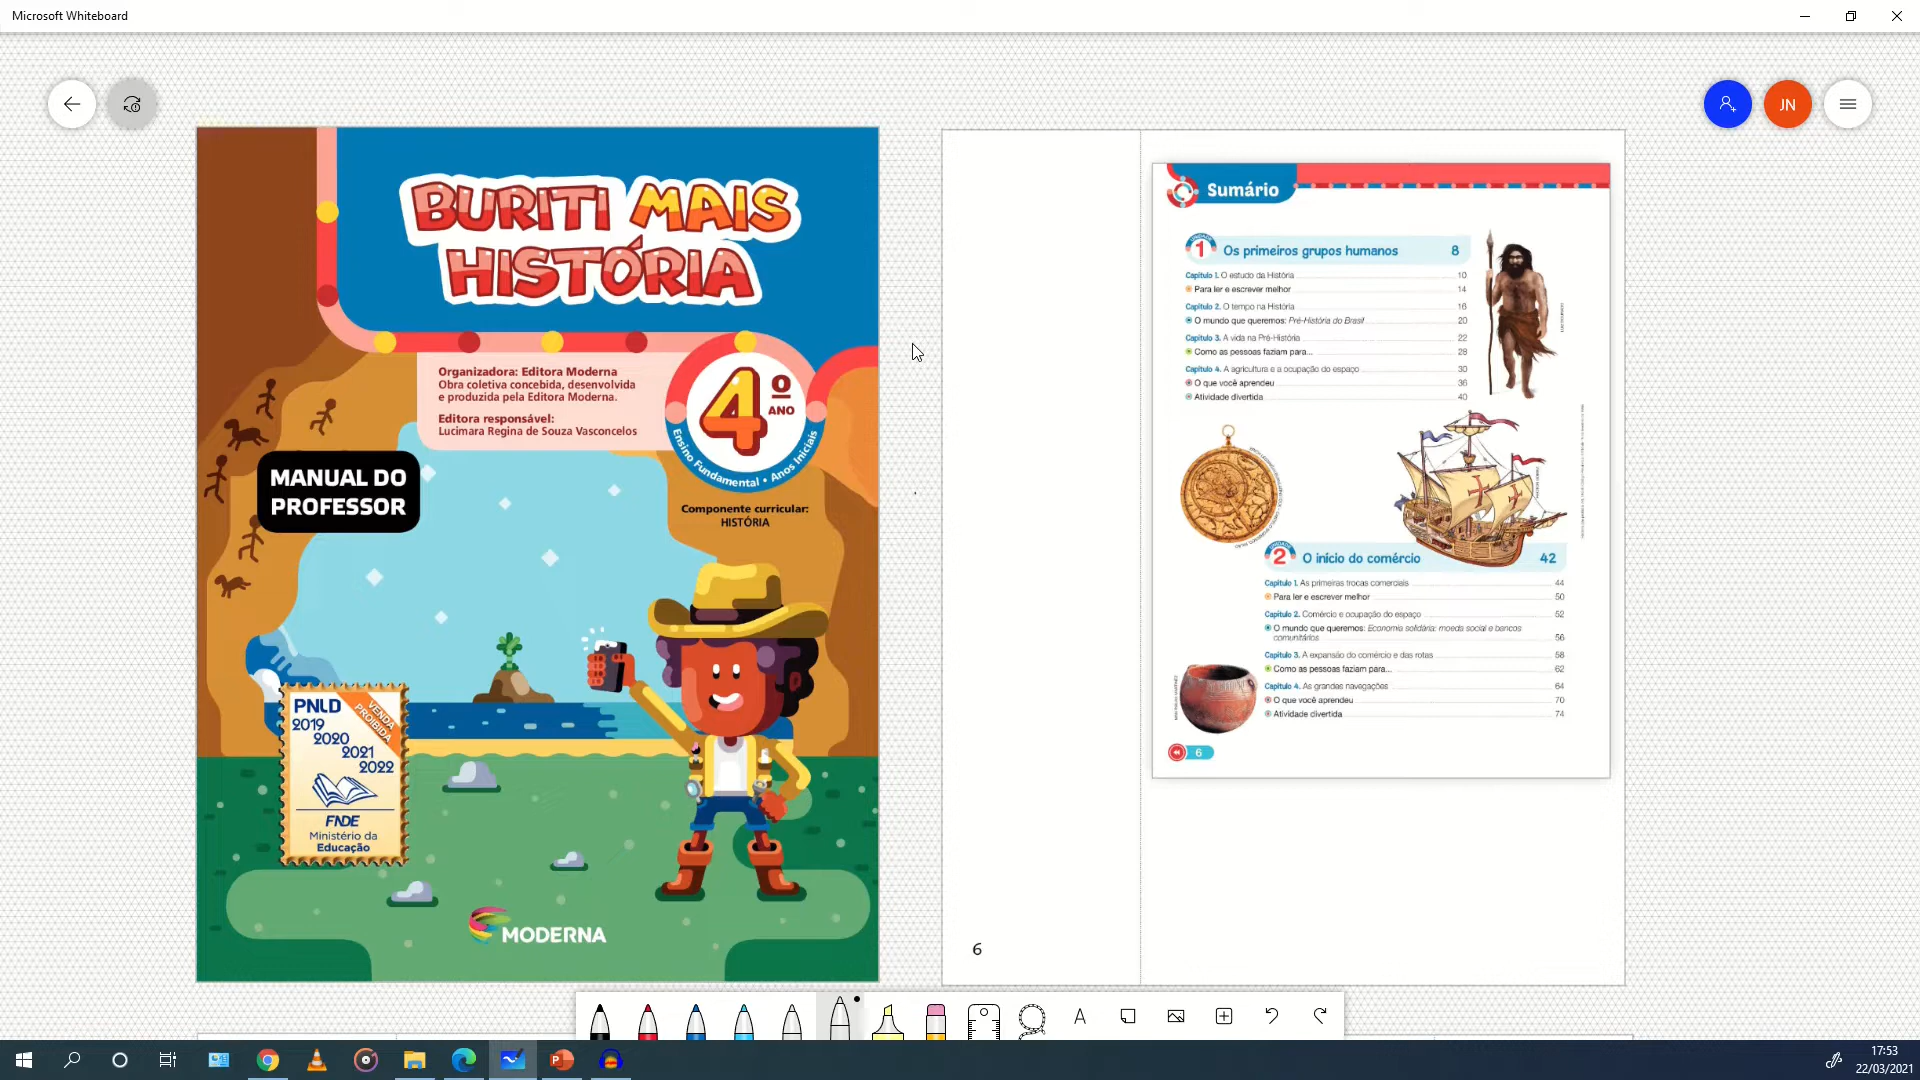 Microsoft Whiteboard
JN
BURITI MAIS
HISTÓRIA
Organizadora: Editora Moderna
Obra coletiva concebida, desenvolvida
e produzida pela Editora Moderna.
Editora responsável:
Lucimara Regina de Souza Vasconcelos
4º
ANO
Ensino Fundamental • Anos Iniciais
MANUAL DO
PROFESSOR
Componente curricular:
HISTÓRIA
PNLD
2019
2020
2021
2022
VENDA
PROIBIDA
FNDE
Ministério da
Educação
MODERNA
Sumário
UNIDADE
1 Os primeiros grupos humanos 8
Capítulo 1. O estudo da História 10
Para ler e escrever melhor 14
Capítulo 2. O tempo na História 16
O mundo que queremos: Pré-História do Brasil 20
Capítulo 3. A vida na Pré-História 22
Como as pessoas faziam para... 28
Capítulo 4. A agricultura e a ocupação do espaço 30
O que você aprendeu 36
Atividade divertida 40
UNIDADE
2 O início do comércio 42
Capítulo 1. As primeiras trocas comerciais 44
Para ler e escrever melhor 50
Capítulo 2. Comércio e ocupação do espaço 52
O mundo que queremos: Economia solidária: moeda social e bancos
comunitários 56
Capítulo 3. A expansão do comércio e das rotas 58
Como as pessoas faziam para... 62
Capítulo 4. As grandes navegações 64
O que você aprendeu 70
Atividade divertida 74
6
6
17:53
22/03/2021